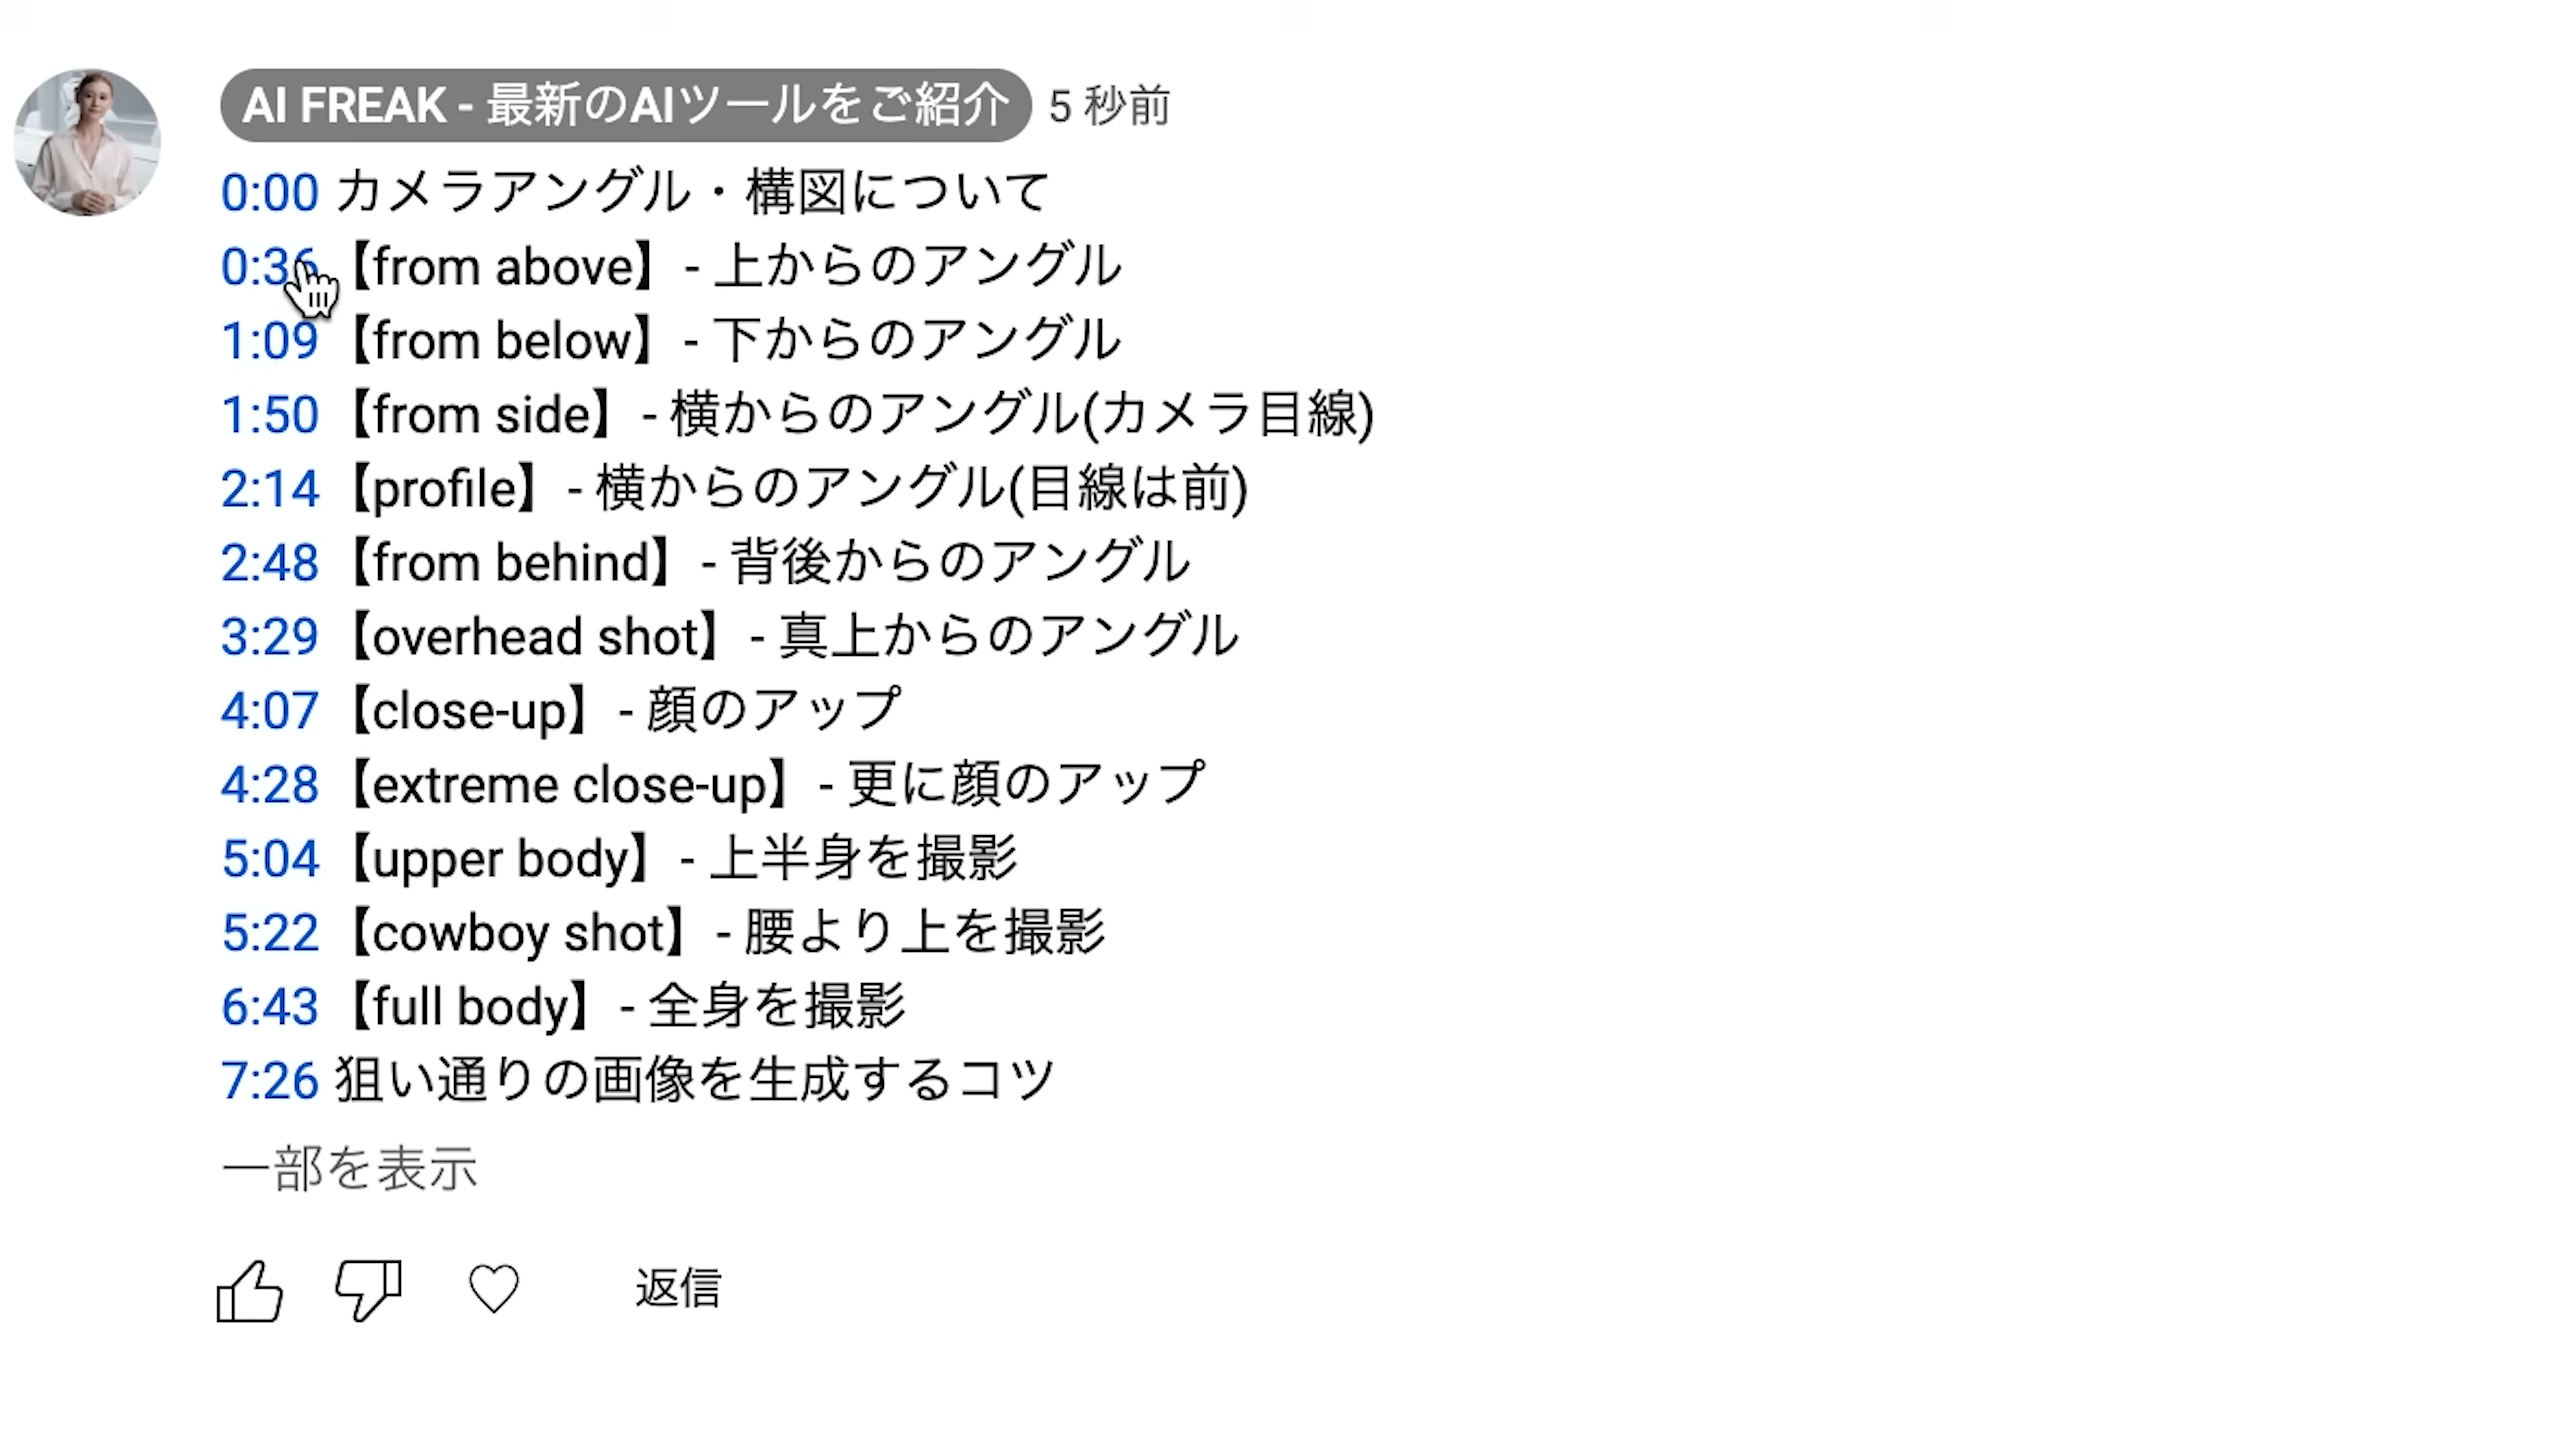 AI FREAK - 最新のAIツールをご紹介 5 秒前
0:00 カメラアングル・構図について
0:36 【from above】 - 上からのアングル
1:09 【from below】 - 下からのアングル
1:50 【from side】 - 横からのアングル(カメラ目線)
2:14 【profile】 - 横からのアングル(目線は前)
2:48 【from behind】 - 背後からのアングル
3:29 【overhead shot】 - 真上からのアングル
4:07 【close-up】 - 顔のアップ
4:28 【extreme close-up】 - 更に顔のアップ
5:04 【upper body】 - 上半身を撮影
5:22 【cowboy shot】 - 腰より上を撮影
6:43 【full body】 - 全身を撮影
7:26 狙い通りの画像を生成するコツ
一部を表示
返信